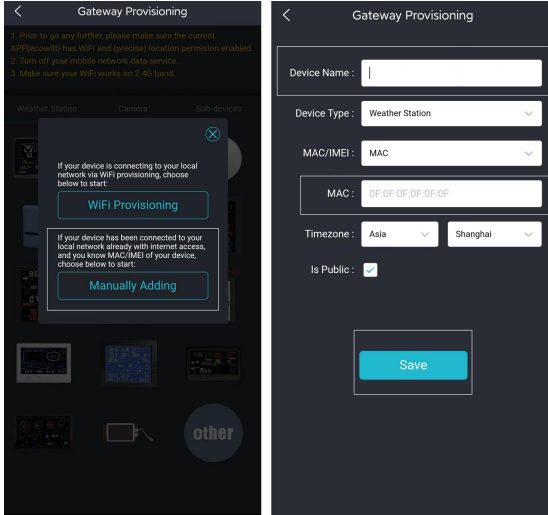 Gateway Provisioning
1. Prior to go any further, please make sure the current
APP(ecowitt) has WiFi and (precise) location permision enabled.
2. Turn off your mobile network data service.
3. Make sure your WiFi works on 2.4G band.
Weather Station
Camera
Sub-devices
If your device is connecting to your local
network via WiFi provisioning, choose
below to start:
WiFi Provisioning
If your device has been connected to your
local network already with internet access,
and you know MAC/IMEI of your device,
choose below to start:
Manually Adding
other
Gateway Provisioning
Device Name :
Device Type : Weather Station
MAC/IMEI : MAC
MAC : 0F:0F:0F:0F:0F:0F
Timezone : Asia Shanghai
Is Public :
Save